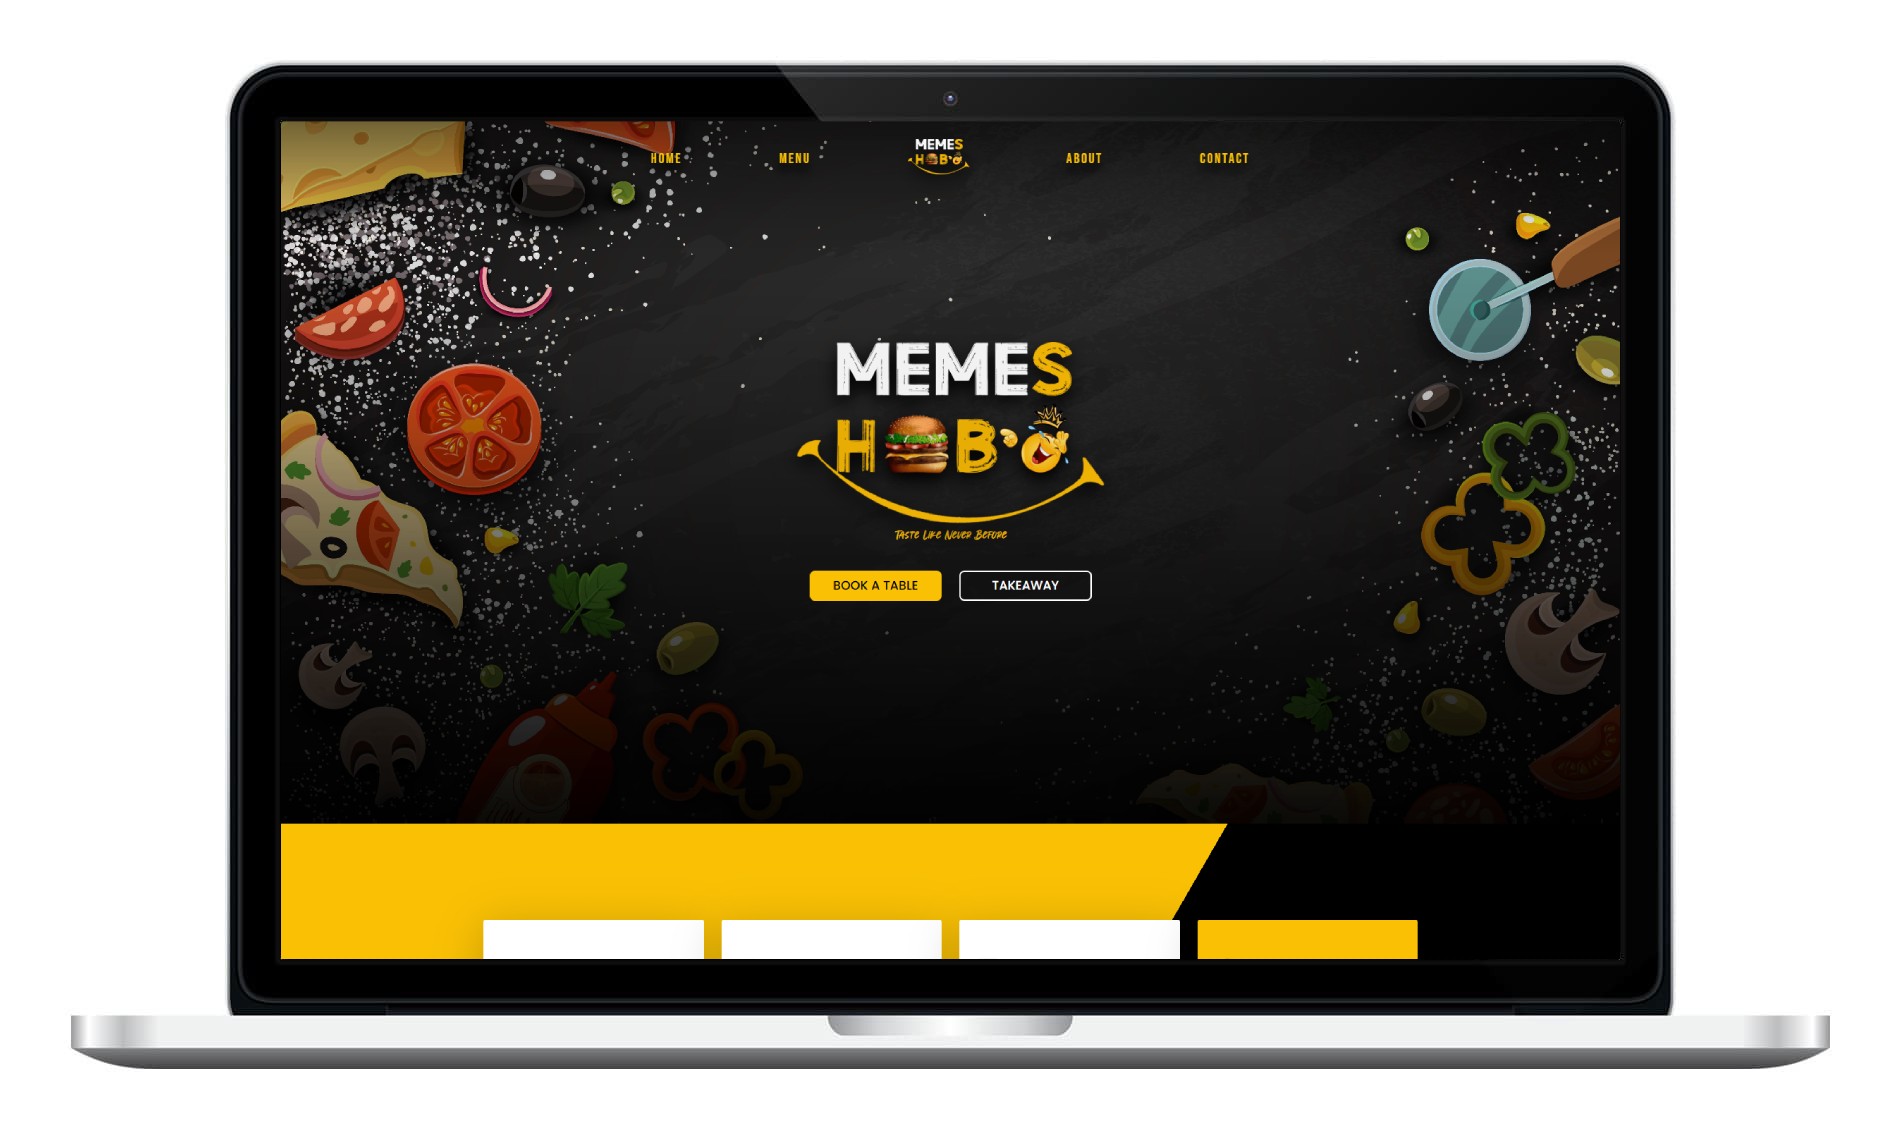 HOME MENU MEMES ABOUT CONTACT
HOBO
MEMES
HOBO
Taste Like Never Before
BOOK A TABLE TAKEAWAY